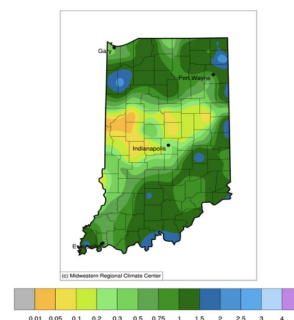 Gary
Fort Wayne
Indianapolis
E
(c) Midwestern Regional Climate Center
0.01 0.05 0.1 0.2 0.3 0.5 0.75 1 1.5 2 2.5 3 4